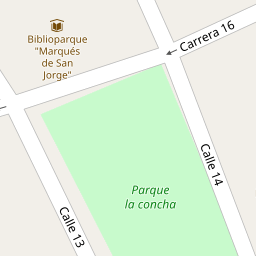 Carrera 16
Biblioparque
"Marqués
de San
Jorge"
Calle 14
Parque
la concha
Calle 13